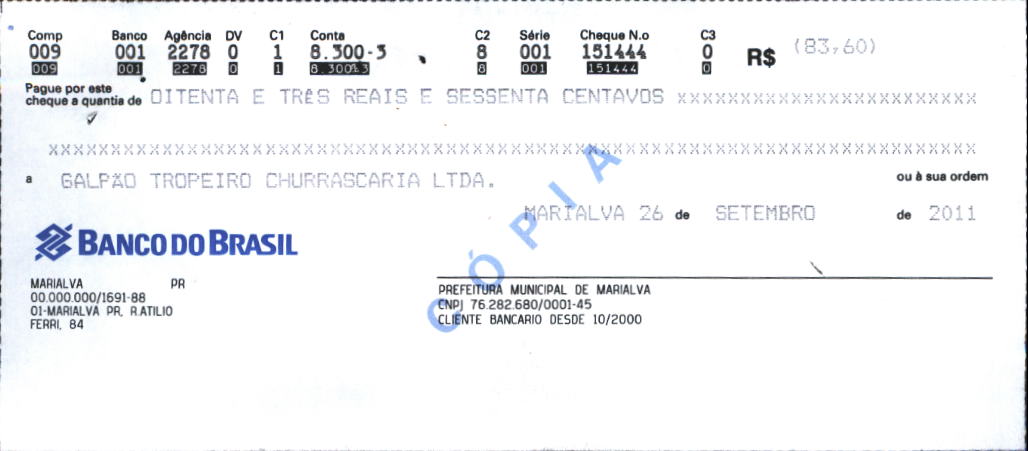 Comp Banco Agência DV C1 Conta C2 Série Cheque N.o C3
009 001 2278 0 1 8.300-3 8 001 151444 0 R$ (83,60)
009 001 2278 0 1 8.300%3 8 001 151444 0
Pague por este
cheque a quantia de OITENTA E TRÊS REAIS E SESSENTA CENTAVOS xxxxxxxxxxxxxxxxxxxxxxxxx
xxxxxxxxxxxxxxxxxxxxxxxxxxxxxxxxxxxxxxxxxxxxxxxxxxxxxxxxxxxxxxxxxxxxxxxxxxxxxx
a GALPÃO TROPEIRO CHURRASCARIA LTDA. ou à sua ordem
MARIALVA 26 de SETEMBRO de 2011
BANCO DO BRASIL
MARIALVA PR
00.000.000/1691-88
01-MARIALVA PR, R.ATILIO
FERRI, 84
PREFEITURA MUNICIPAL DE MARIALVA
CNPJ 76.282.680/0001-45
CLIENTE BANCARIO DESDE 10/2000
CÓPIA